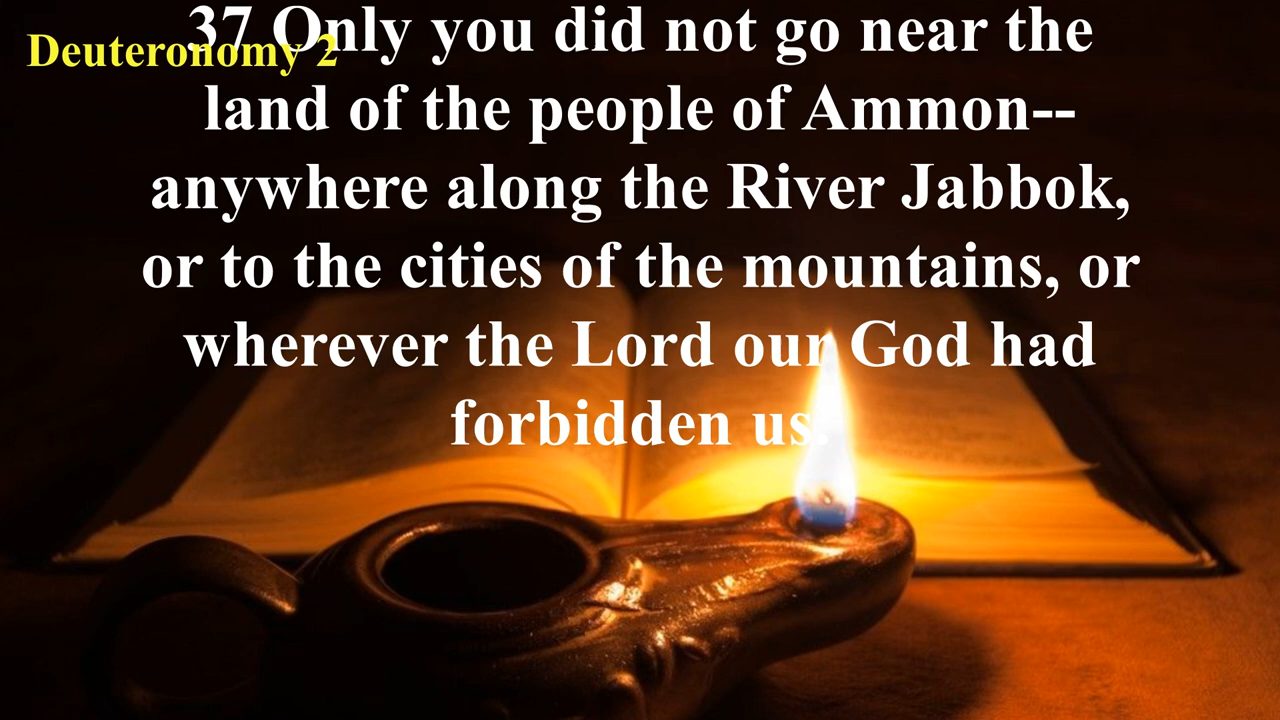 Deuteronomy 2
37 Only you did not go near the
land of the people of Ammon--
anywhere along the River Jabbok,
or to the cities of the mountains, or
wherever the Lord our God had
forbidden us.